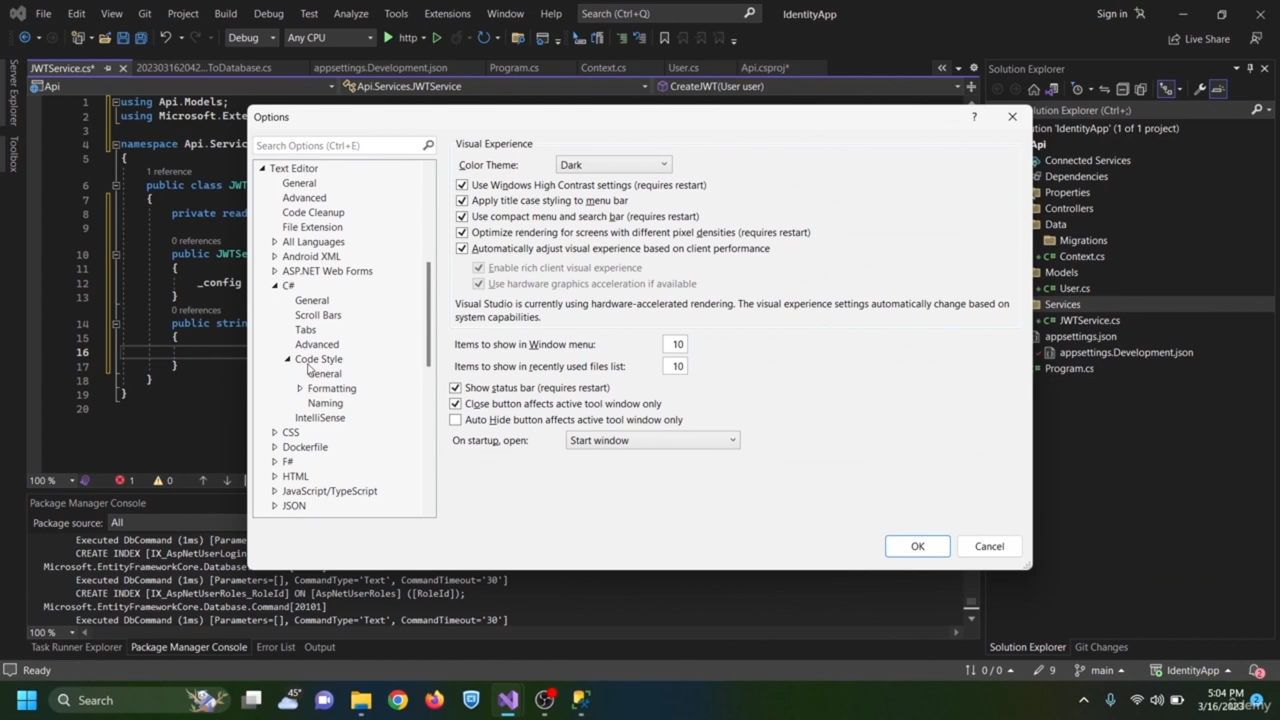 File Edit View Git Project Build Debug Test Analyze Tools Extensions Window Help Search (Ctrl+Q) IdentityApp Sign in
Debug Any CPU http Live Share
JWTService.cs* 202303162042...ToDatabase.cs appsettings.Development.json Program.cs Context.cs User.cs Api.csproj* Solution Explorer
Api Api.Services.JWTService CreateJWT(User user)
Server Explorer
Toolbox
1 using Api.Models;
2 using Microsoft.Exte
3
4 namespace Api.Servic
5 {
1 reference
6 public class JWT
7 {
8 private read
9
0 references
10 public JWTSe
11 {
12 _config
13 }
0 references
14 public strin
15 {
16
17 }
18 }
19 }
20
Options
Search Options (Ctrl+E)
Text Editor
General
Advanced
Code Cleanup
File Extension
All Languages
Android XML
ASP.NET Web Forms
C#
General
Scroll Bars
Tabs
Advanced
Code Style
General
Formatting
Naming
IntelliSense
CSS
Dockerfile
F#
HTML
JavaScript/TypeScript
JSON
Visual Experience
Color Theme: Dark
Use Windows High Contrast settings (requires restart)
Apply title case styling to menu bar
Use compact menu and search bar (requires restart)
Optimize rendering for screens with different pixel densities (requires restart)
Automatically adjust visual experience based on client performance
Enable rich client visual experience
Use hardware graphics acceleration if available
Visual Studio is currently using hardware-accelerated rendering. The visual experience settings automatically change based on
system capabilities.
Items to show in Window menu: 10
Items to show in recently used files list: 10
Show status bar (requires restart)
Close button affects active tool window only
Auto Hide button affects active tool window only
On startup, open: Start window
OK Cancel
olution Explorer (Ctrl+;)
olution 'IdentityApp' (1 of 1 project)
Api
Connected Services
Dependencies
Properties
Controllers
Data
Migrations
Context.cs
Models
User.cs
Services
JWTService.cs
appsettings.json
appsettings.Development.json
Program.cs
100 % 1 0
Package Manager Console
Package source: All
Executed DbCommand (1ms) [Parame
CREATE INDEX [IX_AspNetUserLogin
Microsoft.EntityFrameworkCore.Databa
Executed DbCommand (1ms) [Parameters=[], CommandType='Text', CommandTimeout='30']
CREATE INDEX [IX_AspNetUserRoles_RoleId] ON [AspNetUserRoles] ([RoleId]);
Microsoft.EntityFrameworkCore.Database.Command[20101]
Executed DbCommand (1ms) [Parameters=[], CommandType='Text', CommandTimeout='30']
100 %
Task Runner Explorer Package Manager Console Error List Output Solution Explorer Git Changes
Ready 0 / 0 9 main IdentityApp 2
Search 45° 5:04 PM
3/16/2023 2